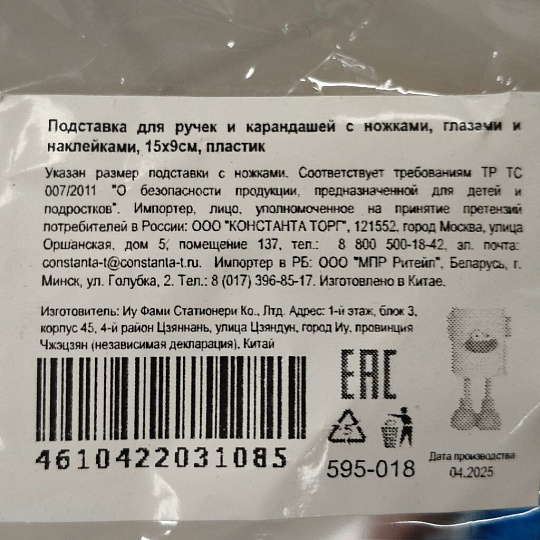 Подставка для ручек и карандашей с ножками, глазами и
наклейками, 15х9см, пластик
Указан размер подставки с ножками. Соответствует требованиям ТР ТС
007/2011 "О безопасности продукции, предназначенной для детей и
подростков". Импортер, лицо, уполномоченное на принятие претензий
потребителей в России: ООО "КОНСТАНТА ТОРГ", 121552, город Москва, улица
Оршанская, дом 5, помещение 137, тел.: 8 800 500-18-42, эл. почта:
constanta-t@constanta-t.ru. Импортер в РБ: ООО "МПР Ритейл", Беларусь, г.
Минск, ул. Голубка, 2. Тел.: 8 (017) 396-85-17. Изготовлено в Китае.
Изготовитель: Иу Фами Статионери Ко., Лтд. Адрес: 1-й этаж, блок 3,
корпус 45, 4-й район Цзяннань, улица Цзяндун, город Иу, провинция
Чжэцзян (независимая декларация), Китай
EAC
5
4610422031085
595-018
Дата производства
04.2025